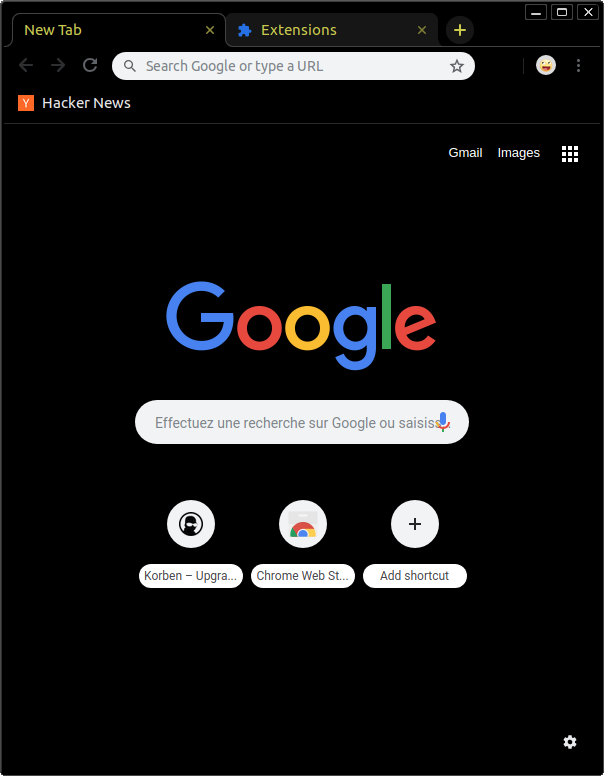 New Tab
Extensions
Search Google or type a URL
Y Hacker News
Gmail Images
Google
Effectuez une recherche sur Google ou saisiss...
Korben – Upgra...
Chrome Web St...
Add shortcut